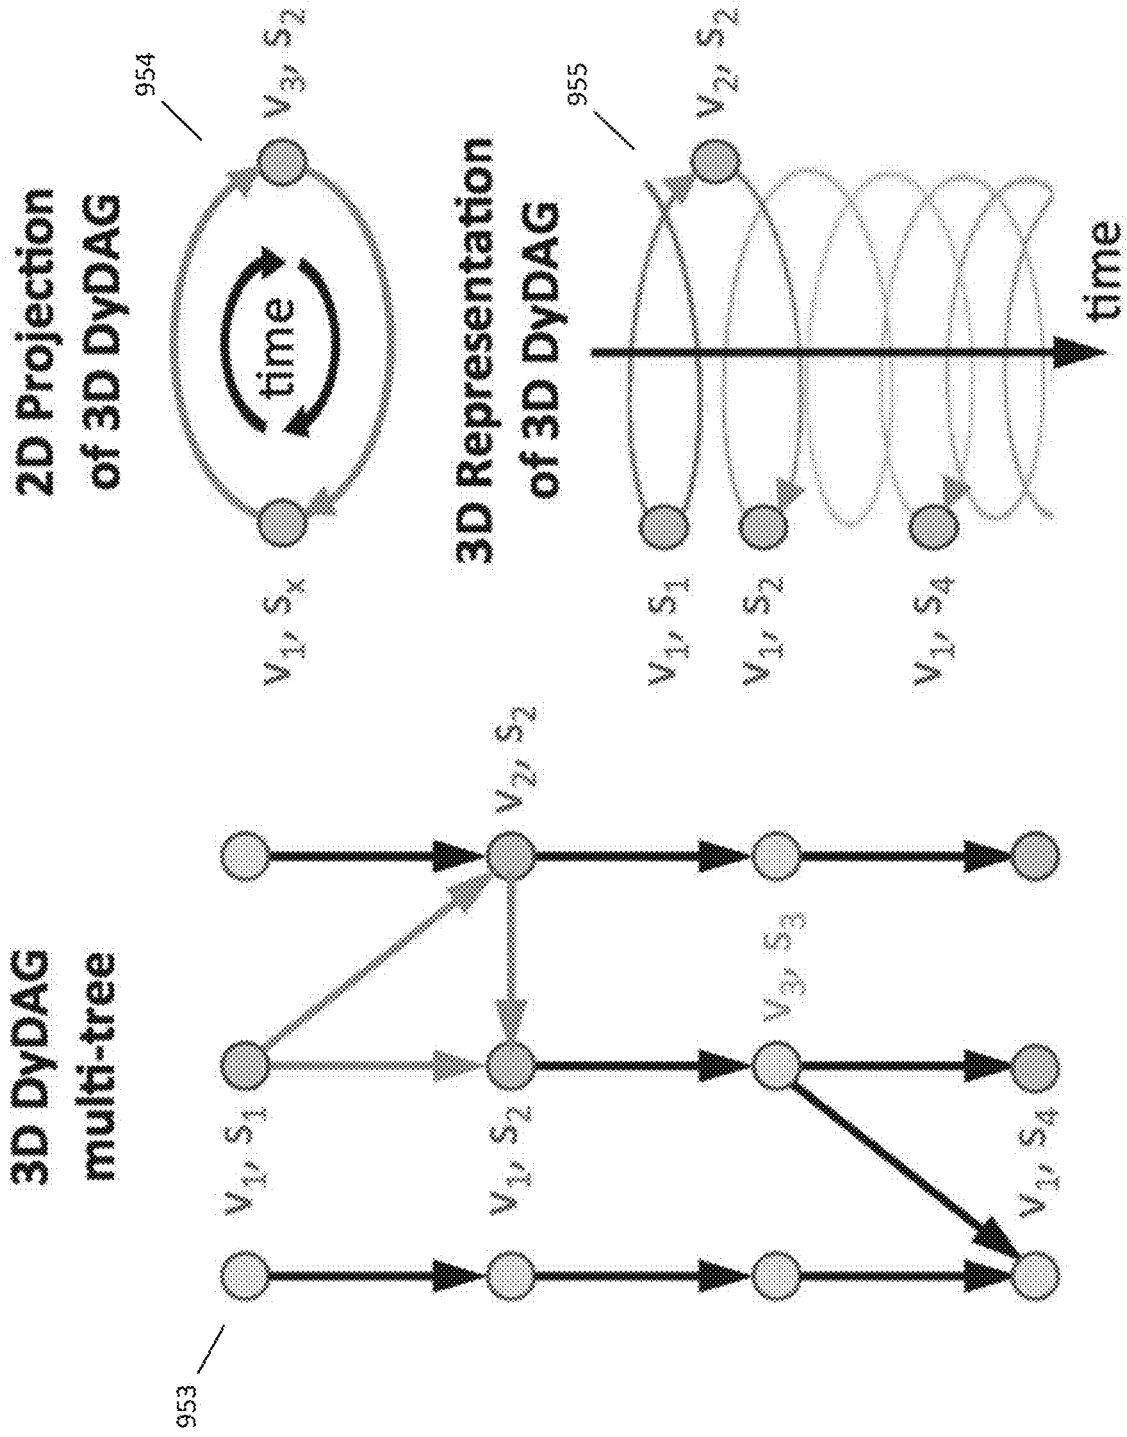 3D DyDAG
multi-tree
953
v1, s1
v1, s2
v2, s2
v3, s3
v1, s4
2D Projection
of 3D DyDAG
954
v1, sx
time
v3, s2
3D Representation
of 3D DyDAG
955
v1, s1
v2, s2
v1, s2
v1, s4
time